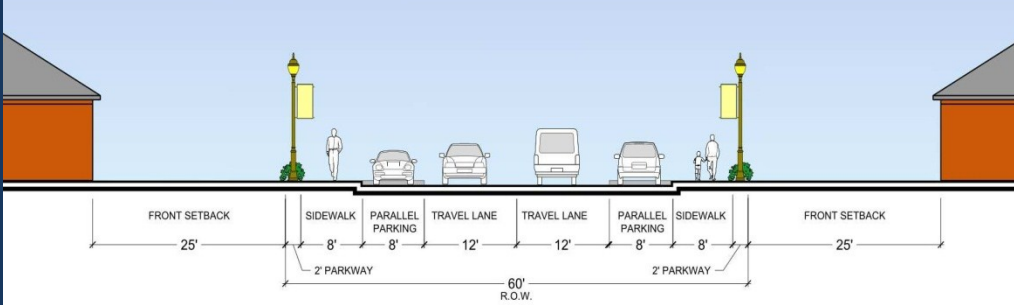 FRONT SETBACK
25'
SIDEWALK
8'
PARALLEL
PARKING
8'
TRAVEL LANE
12'
TRAVEL LANE
12'
PARALLEL
PARKING
8'
SIDEWALK
8'
FRONT SETBACK
25'
2' PARKWAY
2' PARKWAY
60'
R.O.W.